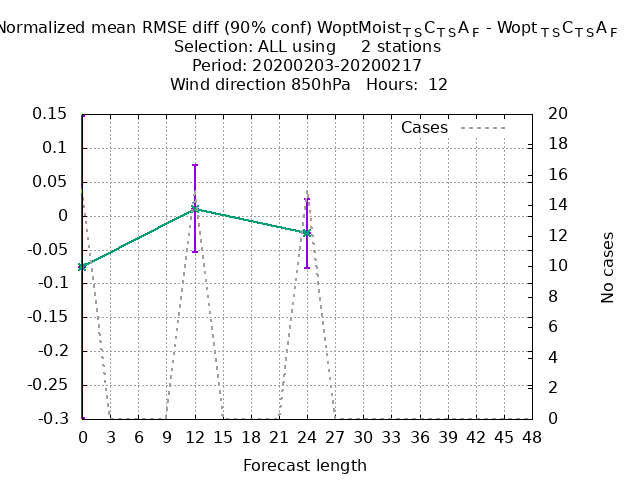 Normalized mean RMSE diff (90% conf) WoptMoist_TS C_TS A_F - Wopt_TS C_TS A_F
Selection: ALL using 2 stations
Period: 20200203-20200217
Wind direction 850hPa Hours: 12
Cases
0.15
0.1
0.05
0
-0.05
-0.1
-0.15
-0.2
-0.25
-0.3
20
18
16
14
12
10
8
6
4
2
0
No cases
0 3 6 9 12 15 18 21 24 27 30 33 36 39 42 45 48
Forecast length